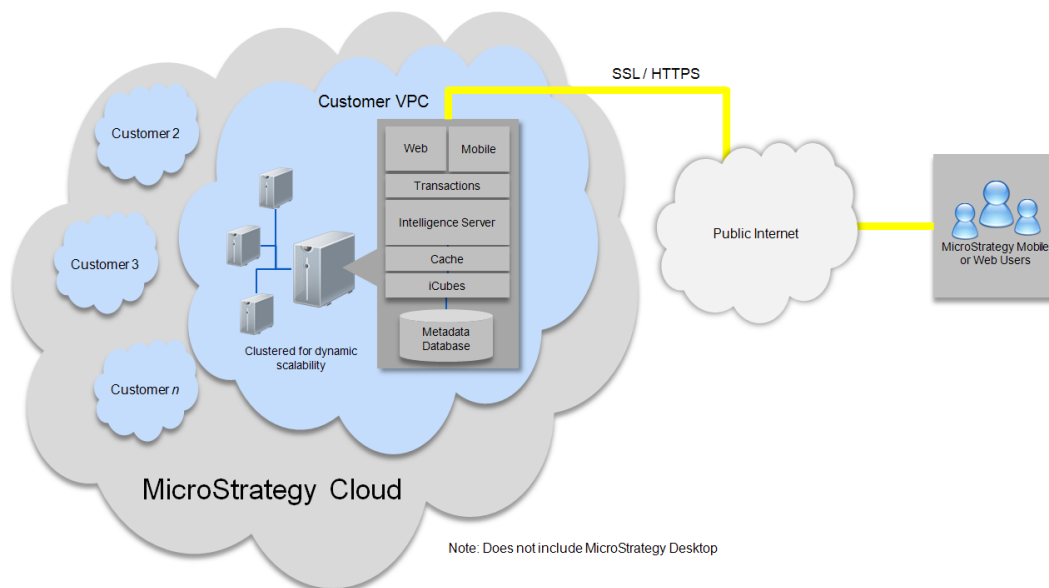 SSL / HTTPS
Customer VPC
Customer 2
Web
Mobile
Transactions
Intelligence Server
Public Internet
Customer 3
Cache
MicroStrategy Mobile
or Web Users
iCubes
Metadata
Database
Clustered for dynamic
scalability
Customer n
MicroStrategy Cloud
Note: Does not include MicroStrategy Desktop